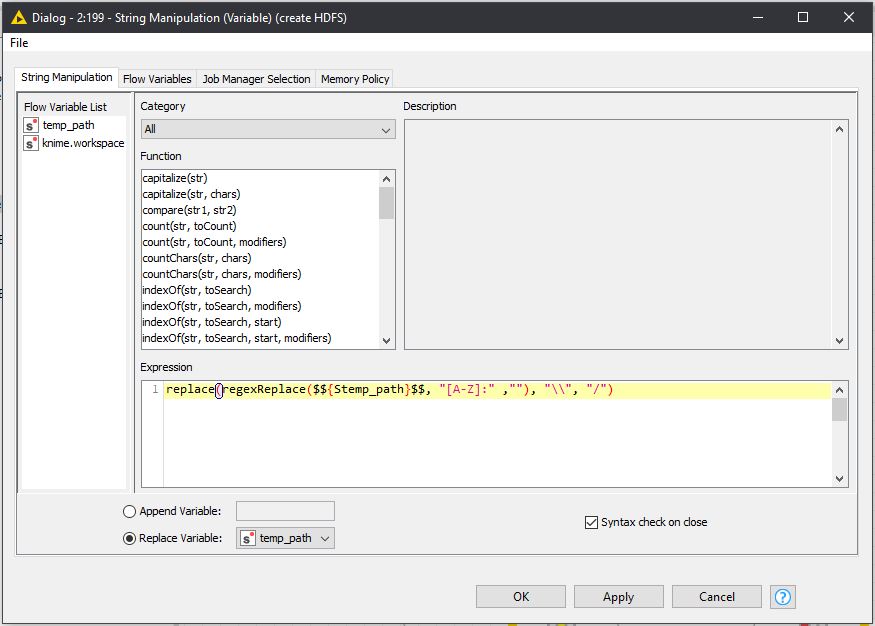 Dialog - 2:199 - String Manipulation (Variable) (create HDFS)
File
String Manipulation Flow Variables Job Manager Selection Memory Policy
Flow Variable List
s temp_path
s knime.workspace
Category
All
Function
capitalize(str)
capitalize(str, chars)
compare(str1, str2)
count(str, toCount)
count(str, toCount, modifiers)
countChars(str, chars)
countChars(str, chars, modifiers)
indexOf(str, toSearch)
indexOf(str, toSearch, modifiers)
indexOf(str, toSearch, start)
indexOf(str, toSearch, start, modifiers)
Description
Expression
1 replace(regexReplace($${Stemp_path}$$, "[A-Z]:" ,""), "\\", "/")
Append Variable:
Replace Variable: s temp_path
Syntax check on close
OK Apply Cancel ?